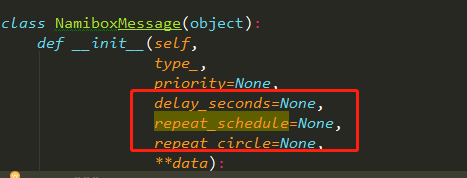 class NamiboxMessage(object):
def __init__(self,
type_,
priority=None,
delay_seconds=None,
repeat_schedule=None,
repeat_circle=None,
**data):